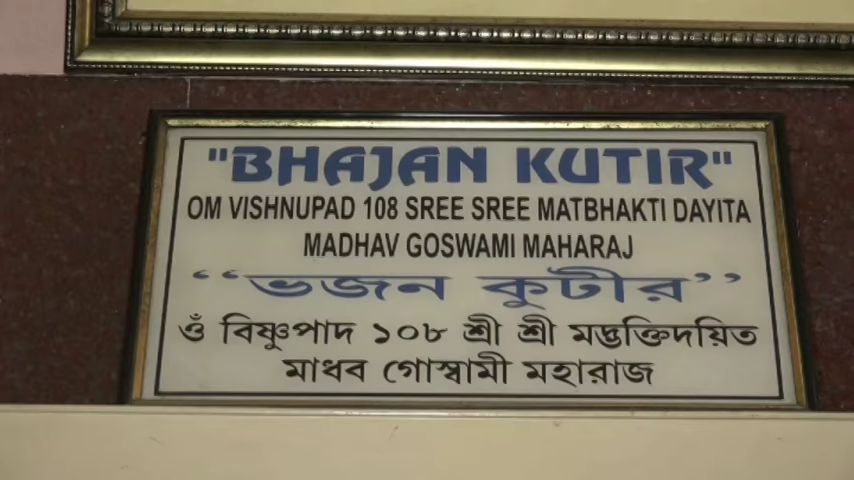 "BHAJAN KUTIR"
OM VISHNUPAD 108 SREE SREE MATBHAKTI DAYITA
MADHAV GOSWAMI MAHARAJ
‘‘ভজন কুটীর’’
ওঁ বিষ্ণুপাদ ১০৮ শ্রী শ্রী মদ্ভক্তিদয়িত
মাধব গোস্বামী মহারাজ